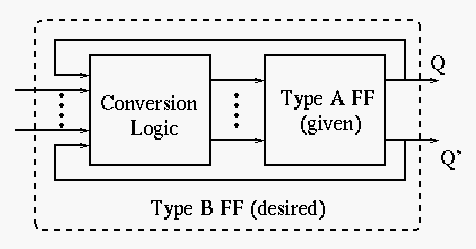 Q
Conversion
Logic
Type A FF
(given)
Q'
Type B FF (desired)